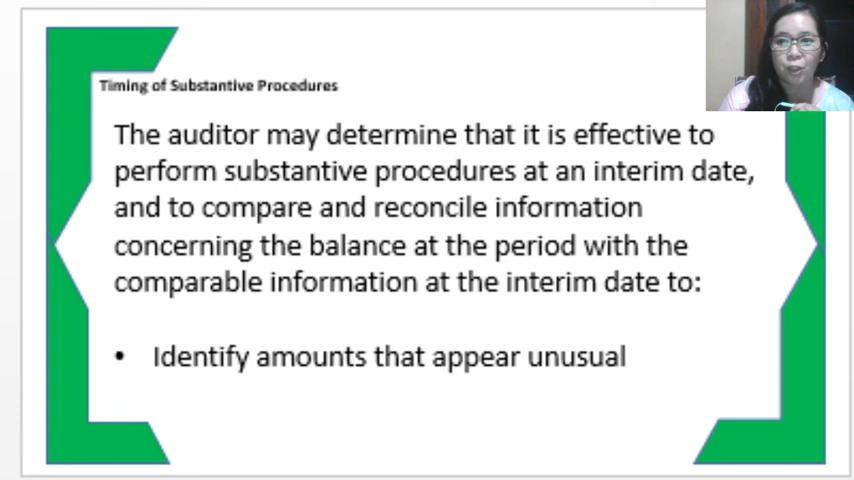 Timing of Substantive Procedures
The auditor may determine that it is effective to
perform substantive procedures at an interim date,
and to compare and reconcile information
concerning the balance at the period with the
comparable information at the interim date to:
• Identify amounts that appear unusual